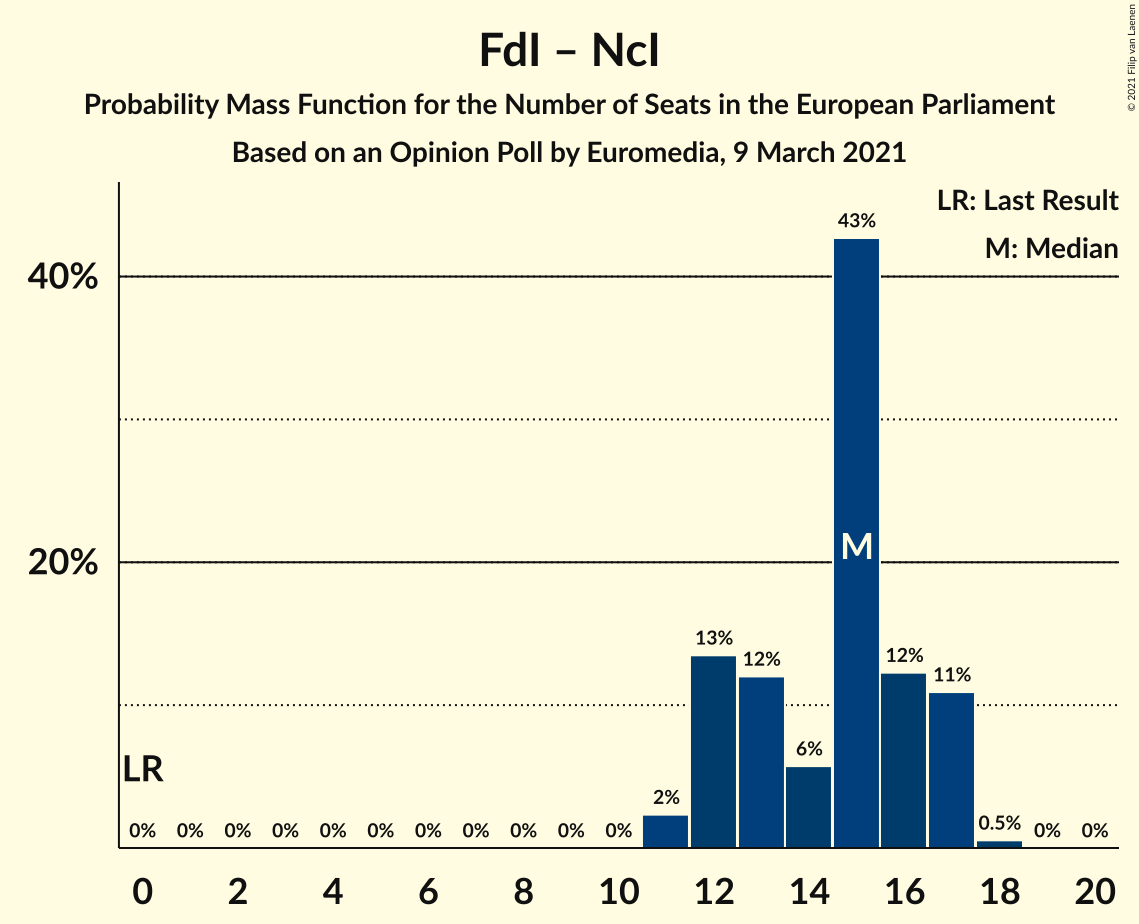 FdI – NcI
Probability Mass Function for the Number of Seats in the European Parliament
Based on an Opinion Poll by Euromedia, 9 March 2021
© 2021 Filip van Laenen
LR: Last Result
M: Median
40%
20%
43%
M
13%
12%
12%
11%
6%
2%
0.5%
LR
0% 0% 0% 0% 0% 0% 0% 0% 0% 0% 0% 0% 0%
0 2 4 6 8 10 12 14 16 18 20